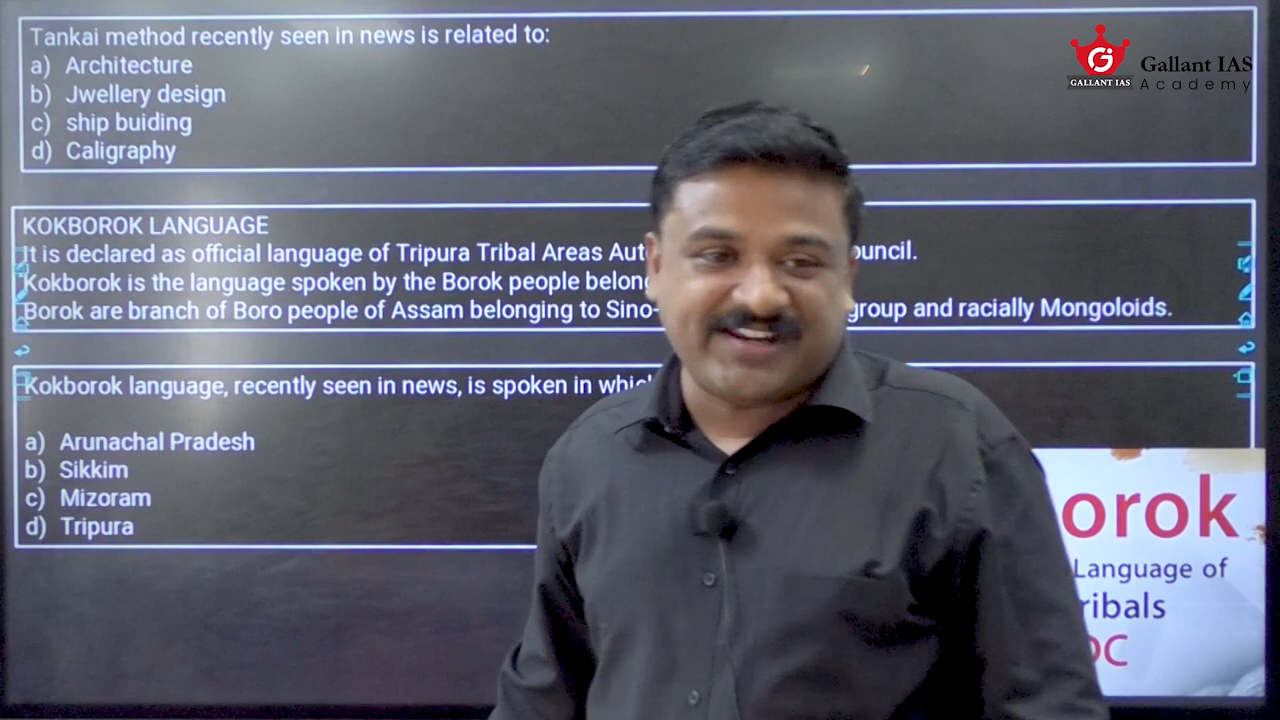 Tankai method recently seen in news is related to:
a) Architecture
b) Jwellery design
c) ship buiding
d) Caligraphy
Gallant IAS
Academy
GALLANT IAS
KOKBOROK LANGUAGE
It is declared as official language of Tripura Tribal Areas Aut ouncil.
Kokborok is the language spoken by the Borok people belon
Borok are branch of Boro people of Assam belonging to Sino- group and racially Mongoloids.
Kokborok language, recently seen in news, is spoken in whic
a) Arunachal Pradesh
b) Sikkim
c) Mizoram
d) Tripura
orok
Language of
ribals
DC